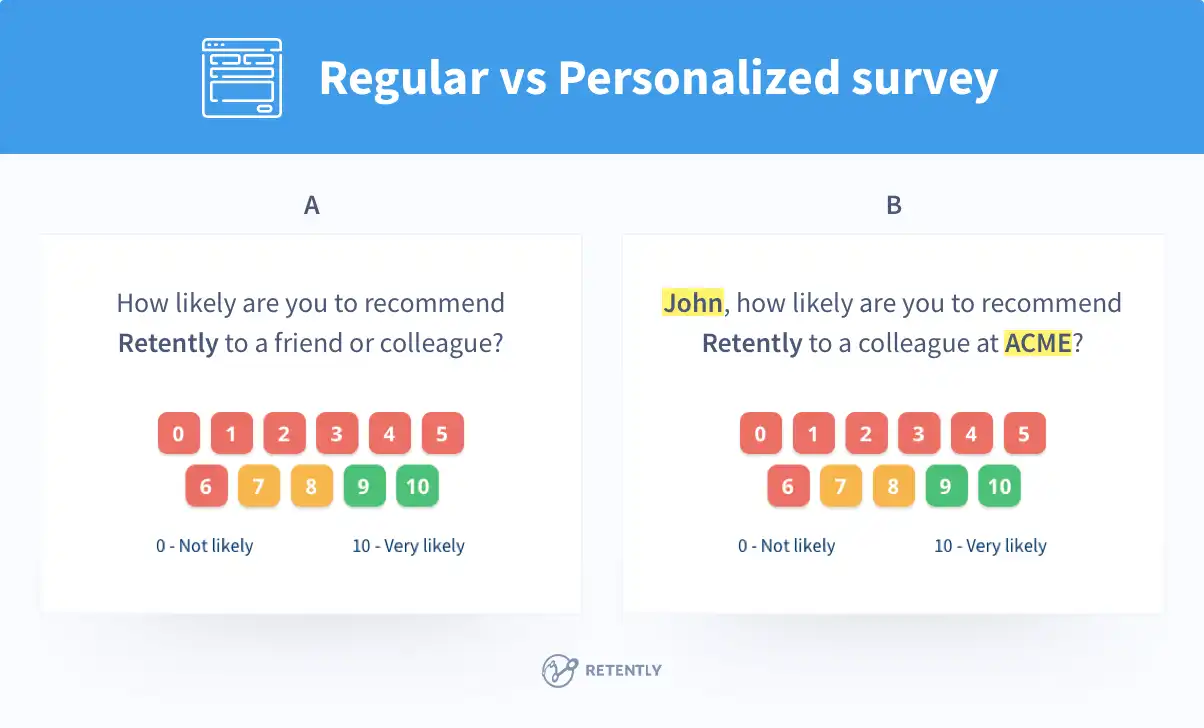 Regular vs Personalized survey
A
How likely are you to recommend
Retently to a friend or colleague?
0 1 2 3 4 5
6 7 8 9 10
0 - Not likely 10 - Very likely
B
John, how likely are you to recommend
Retently to a colleague at ACME?
0 1 2 3 4 5
6 7 8 9 10
0 - Not likely 10 - Very likely
RETENTLY